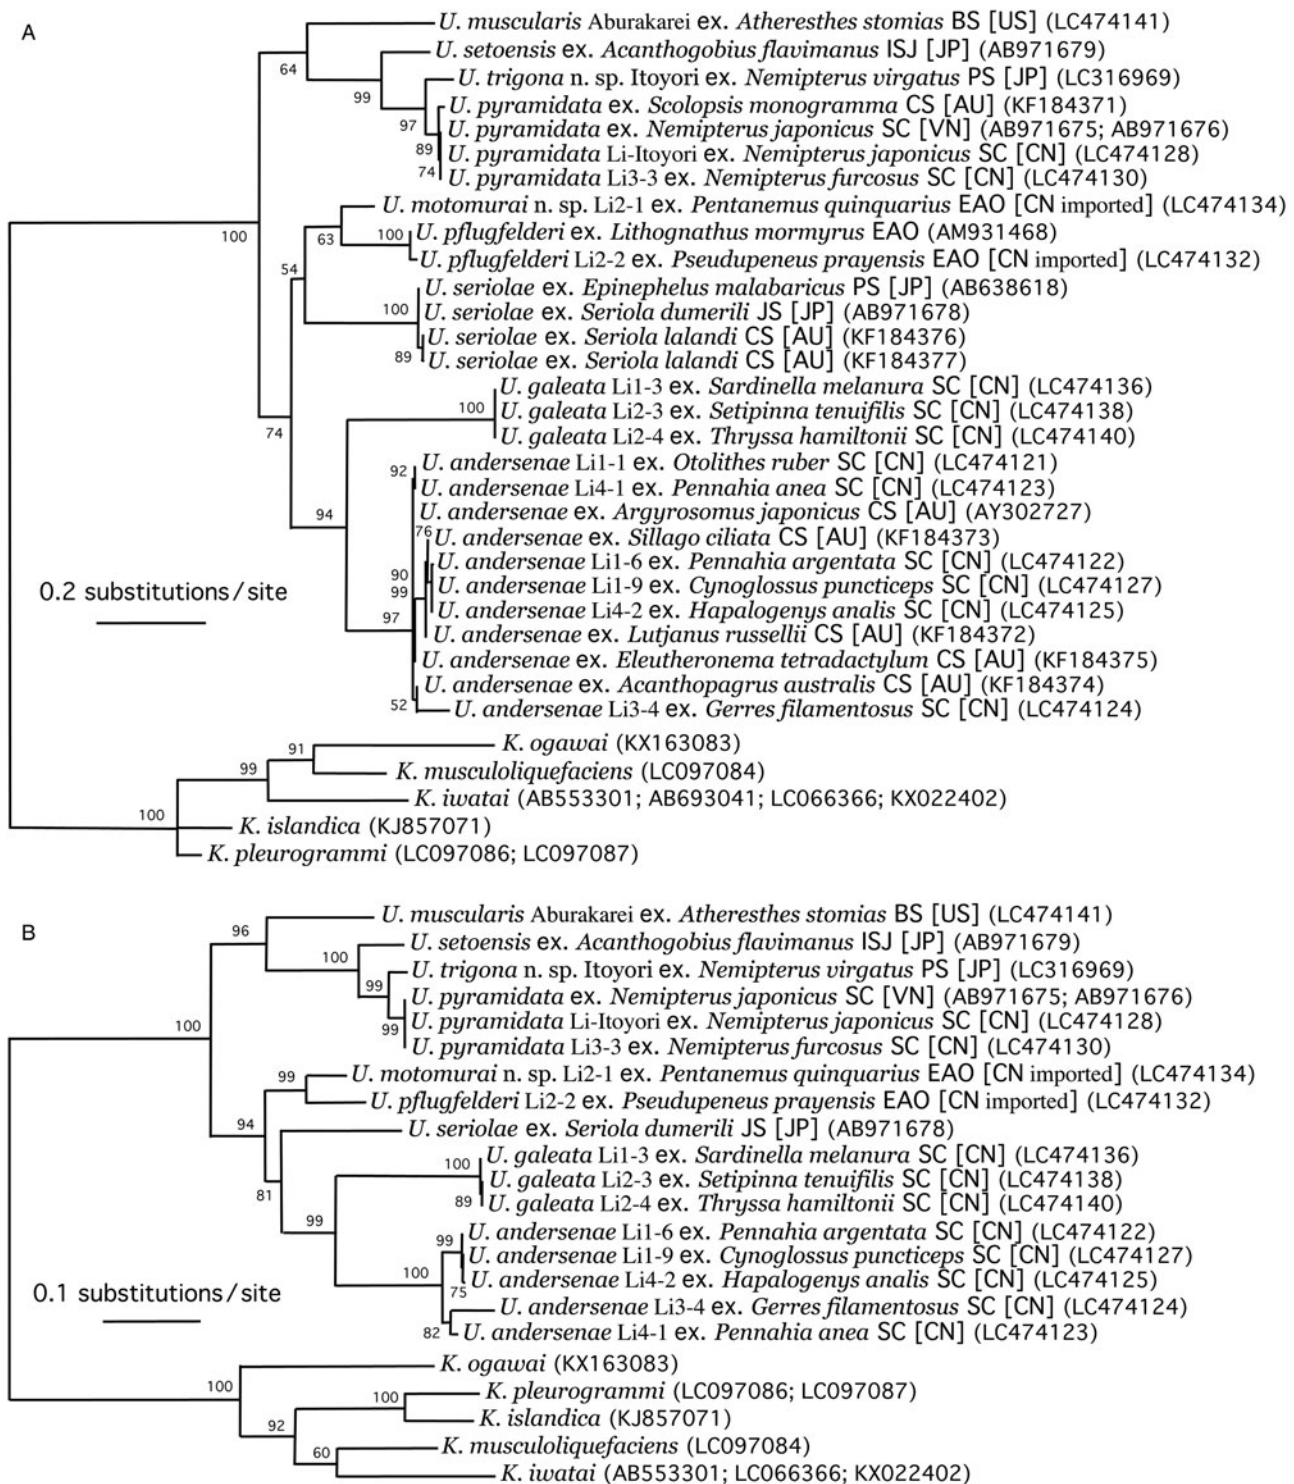 A
U. muscularis Aburakarei ex. Atheresthes stomias BS [US] (LC474141)
U. setoensis ex. Acanthogobius flavimanus ISJ [JP] (AB971679)
64
U. trigona n. sp. Itoyori ex. Nemipterus virgatus PS [JP] (LC316969)
99
U. pyramidata ex. Scolopsis monogramma CS [AU] (KF184371)
97
U. pyramidata ex. Nemipterus japonicus SC [VN] (AB971675; AB971676)
89
U. pyramidata Li-Itoyori ex. Nemipterus japonicus SC [CN] (LC474128)
74
U. pyramidata Li3-3 ex. Nemipterus furcosus SC [CN] (LC474130)
U. motomurai n. sp. Li2-1 ex. Pentanemus quinquarius EAO [CN imported] (LC474134)
100
63
100
U. pflugfelderi ex. Lithognathus mormyrus EAO (AM931468)
54
U. pflugfelderi Li2-2 ex. Pseudupeneus prayensis EAO [CN imported] (LC474132)
U. seriolae ex. Epinephelus malabaricus PS [JP] (AB638618)
100
U. seriolae ex. Seriola dumerili JS [JP] (AB971678)
U. seriolae ex. Seriola lalandi CS [AU] (KF184376)
89
U. seriolae ex. Seriola lalandi CS [AU] (KF184377)
U. galeata Li1-3 ex. Sardinella melanura SC [CN] (LC474136)
100
U. galeata Li2-3 ex. Setipinna tenuifilis SC [CN] (LC474138)
74
U. galeata Li2-4 ex. Thryssa hamiltonii SC [CN] (LC474140)
92
U. andersenae Li1-1 ex. Otolithes ruber SC [CN] (LC474121)
U. andersenae Li4-1 ex. Pennahia anea SC [CN] (LC474123)
94
U. andersenae ex. Argyrosomus japonicus CS [AU] (AY302727)
76
U. andersenae ex. Sillago ciliata CS [AU] (KF184373)
U. andersenae Li1-6 ex. Pennahia argentata SC [CN] (LC474122)
90
0.2 substitutions/site
99
U. andersenae Li1-9 ex. Cynoglossus puncticeps SC [CN] (LC474127)
97
U. andersenae Li4-2 ex. Hapalogenys analis SC [CN] (LC474125)
U. andersenae ex. Lutjanus russellii CS [AU] (KF184372)
U. andersenae ex. Eleutheronema tetradactylum CS [AU] (KF184375)
U. andersenae ex. Acanthopagrus australis CS [AU] (KF184374)
52
U. andersenae Li3-4 ex. Gerres filamentosus SC [CN] (LC474124)
91
K. ogawai (KX163083)
99
K. musculoliquefaciens (LC097084)
K. iwatai (AB553301; AB693041; LC066366; KX022402)
100
K. islandica (KJ857071)
K. pleurogrammi (LC097086; LC097087)
B
U. muscularis Aburakarei ex. Atheresthes stomias BS [US] (LC474141)
96
U. setoensis ex. Acanthogobius flavimanus ISJ [JP] (AB971679)
100
U. trigona n. sp. Itoyori ex. Nemipterus virgatus PS [JP] (LC316969)
99
U. pyramidata ex. Nemipterus japonicus SC [VN] (AB971675; AB971676)
100
99
U. pyramidata Li-Itoyori ex. Nemipterus japonicus SC [CN] (LC474128)
U. pyramidata Li3-3 ex. Nemipterus furcosus SC [CN] (LC474130)
99
U. motomurai n. sp. Li2-1 ex. Pentanemus quinquarius EAO [CN imported] (LC474134)
U. pflugfelderi Li2-2 ex. Pseudupeneus prayensis EAO [CN imported] (LC474132)
94
U. seriolae ex. Seriola dumerili JS [JP] (AB971678)
U. galeata Li1-3 ex. Sardinella melanura SC [CN] (LC474136)
100
U. galeata Li2-3 ex. Setipinna tenuifilis SC [CN] (LC474138)
81
89
U. galeata Li2-4 ex. Thryssa hamiltonii SC [CN] (LC474140)
99
99
U. andersenae Li1-6 ex. Pennahia argentata SC [CN] (LC474122)
U. andersenae Li1-9 ex. Cynoglossus puncticeps SC [CN] (LC474127)
100
75
U. andersenae Li4-2 ex. Hapalogenys analis SC [CN] (LC474125)
0.1 substitutions/site
U. andersenae Li3-4 ex. Gerres filamentosus SC [CN] (LC474124)
82
U. andersenae Li4-1 ex. Pennahia anea SC [CN] (LC474123)
K. ogawai (KX163083)
100
100
K. pleurogrammi (LC097086; LC097087)
K. islandica (KJ857071)
92
K. musculoliquefaciens (LC097084)
60
K. iwatai (AB553301; LC066366; KX022402)